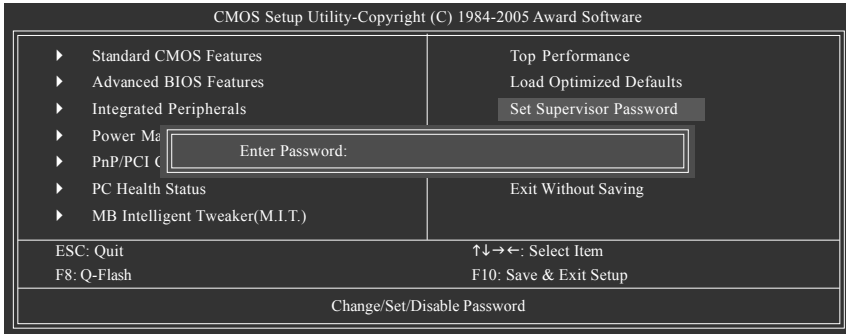 CMOS Setup Utility-Copyright (C) 1984-2005 Award Software
Standard CMOS Features
Advanced BIOS Features
Integrated Peripherals
Power Ma
PnP/PCI C
PC Health Status
MB Intelligent Tweaker(M.I.T.)
Top Performance
Load Optimized Defaults
Set Supervisor Password
Exit Without Saving
Enter Password:
ESC: Quit
↑↓→←: Select Item
F8: Q-Flash
F10: Save & Exit Setup
Change/Set/Disable Password